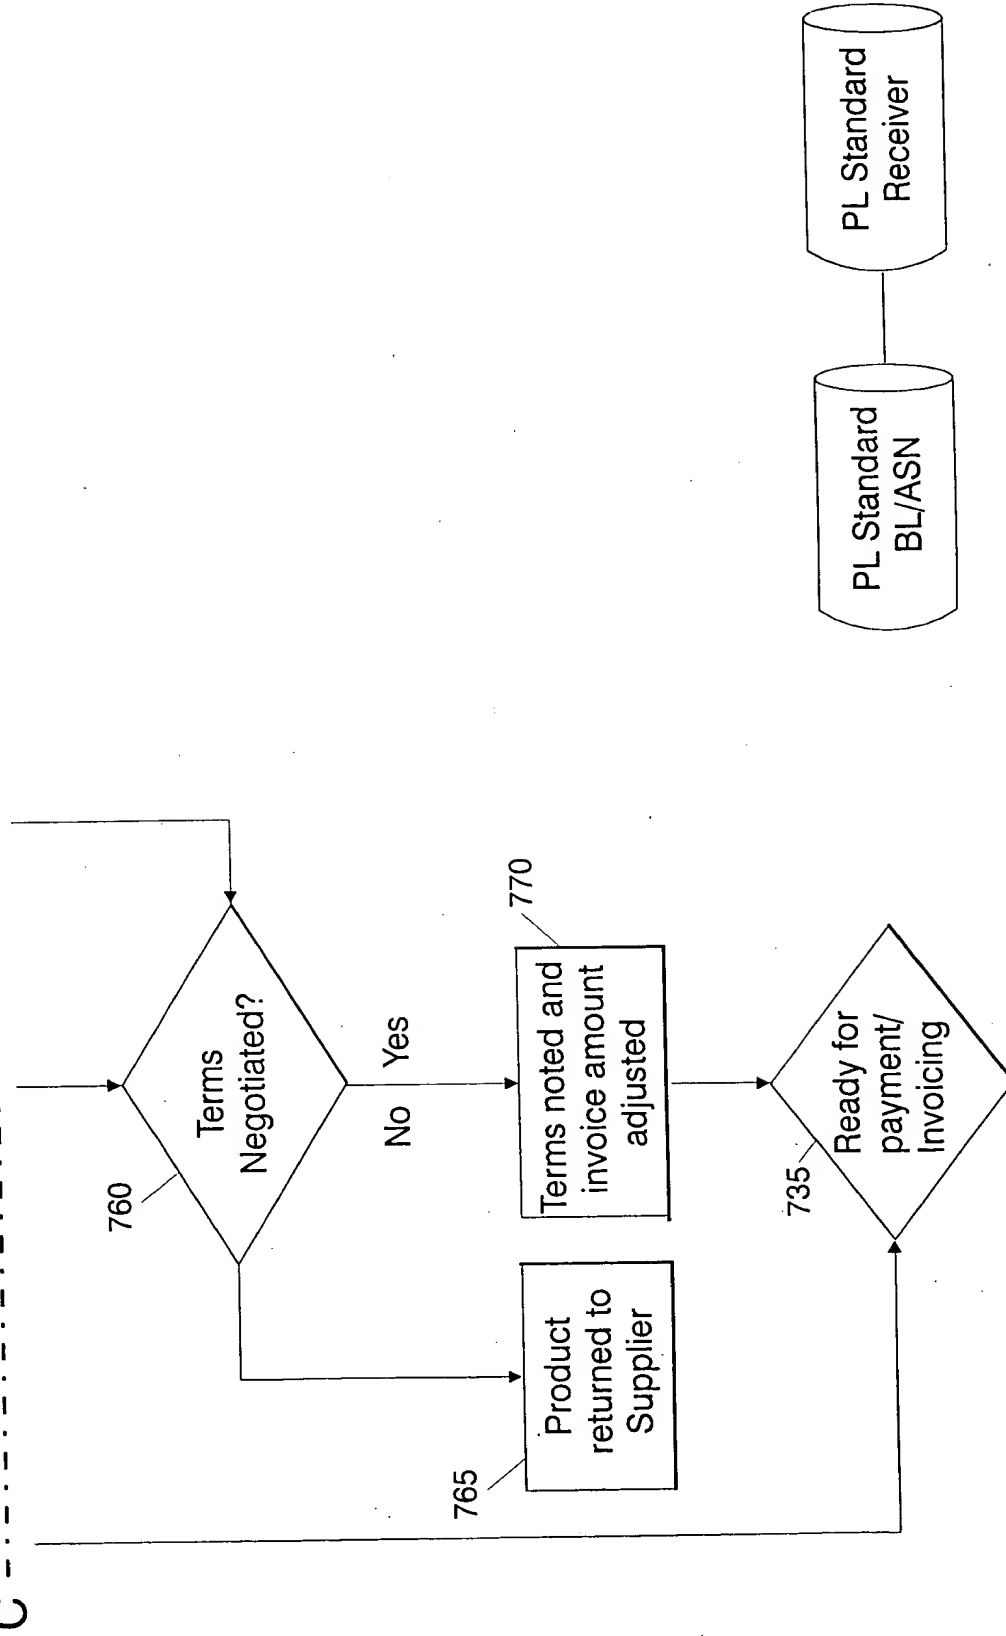 C
760
Terms
Negotiated?
No
Yes
765
Product
returned to
Supplier
770
Terms noted and
invoice amount
adjusted
735
Ready for
payment/
Invoicing
PL Standard
BL/ASN
PL Standard
Receiver